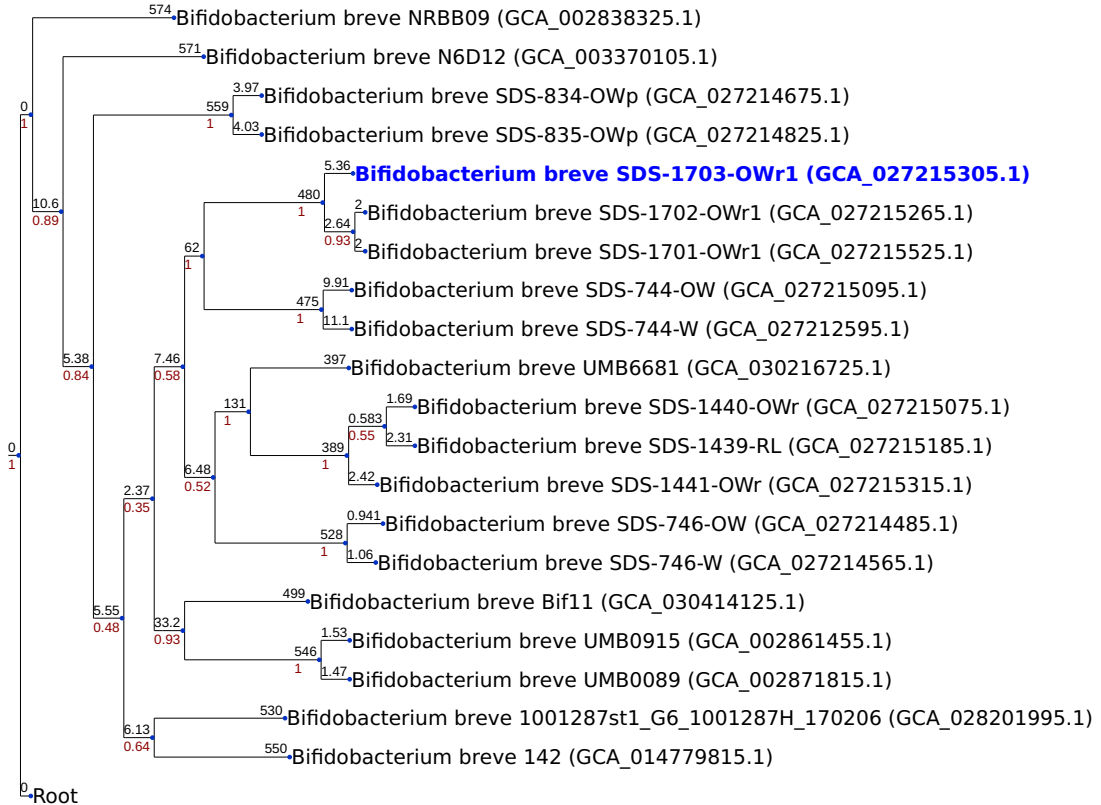 574 Bifidobacterium breve NRBB09 (GCA_002838325.1)
571 Bifidobacterium breve N6D12 (GCA_003370105.1)
3.97 Bifidobacterium breve SDS-834-OWp (GCA_027214675.1)
0
559
1
1
4.03 Bifidobacterium breve SDS-835-OWp (GCA_027214825.1)
5.36 Bifidobacterium breve SDS-1703-OWr1 (GCA_027215305.1)
10.6
480
0.89
1
2 Bifidobacterium breve SDS-1702-OWr1 (GCA_027215265.1)
2.64
0.93
62
2 Bifidobacterium breve SDS-1701-OWr1 (GCA_027215525.1)
1
9.91 Bifidobacterium breve SDS-744-OW (GCA_027215095.1)
475
1
11.1 Bifidobacterium breve SDS-744-W (GCA_027212595.1)
5.38
7.46
397 Bifidobacterium breve UMB6681 (GCA_030216725.1)
0.84
0.58
131
1
1.69 Bifidobacterium breve SDS-1440-OWr (GCA_027215075.1)
0.583
0.55
2.31 Bifidobacterium breve SDS-1439-RL (GCA_027215185.1)
0
389
1
1
6.48
0.52
2.42 Bifidobacterium breve SDS-1441-OWr (GCA_027215315.1)
2.37
0.35
0.941 Bifidobacterium breve SDS-746-OW (GCA_027214485.1)
528
1
1.06 Bifidobacterium breve SDS-746-W (GCA_027214565.1)
499 Bifidobacterium breve Bif11 (GCA_030414125.1)
5.55
33.2
0.48
0.93
1.53 Bifidobacterium breve UMB0915 (GCA_002861455.1)
546
1
1.47 Bifidobacterium breve UMB0089 (GCA_002871815.1)
530 Bifidobacterium breve 1001287st1_G6_1001287H_170206 (GCA_028201995.1)
6.13
0.64
550 Bifidobacterium breve 142 (GCA_014779815.1)
0 Root